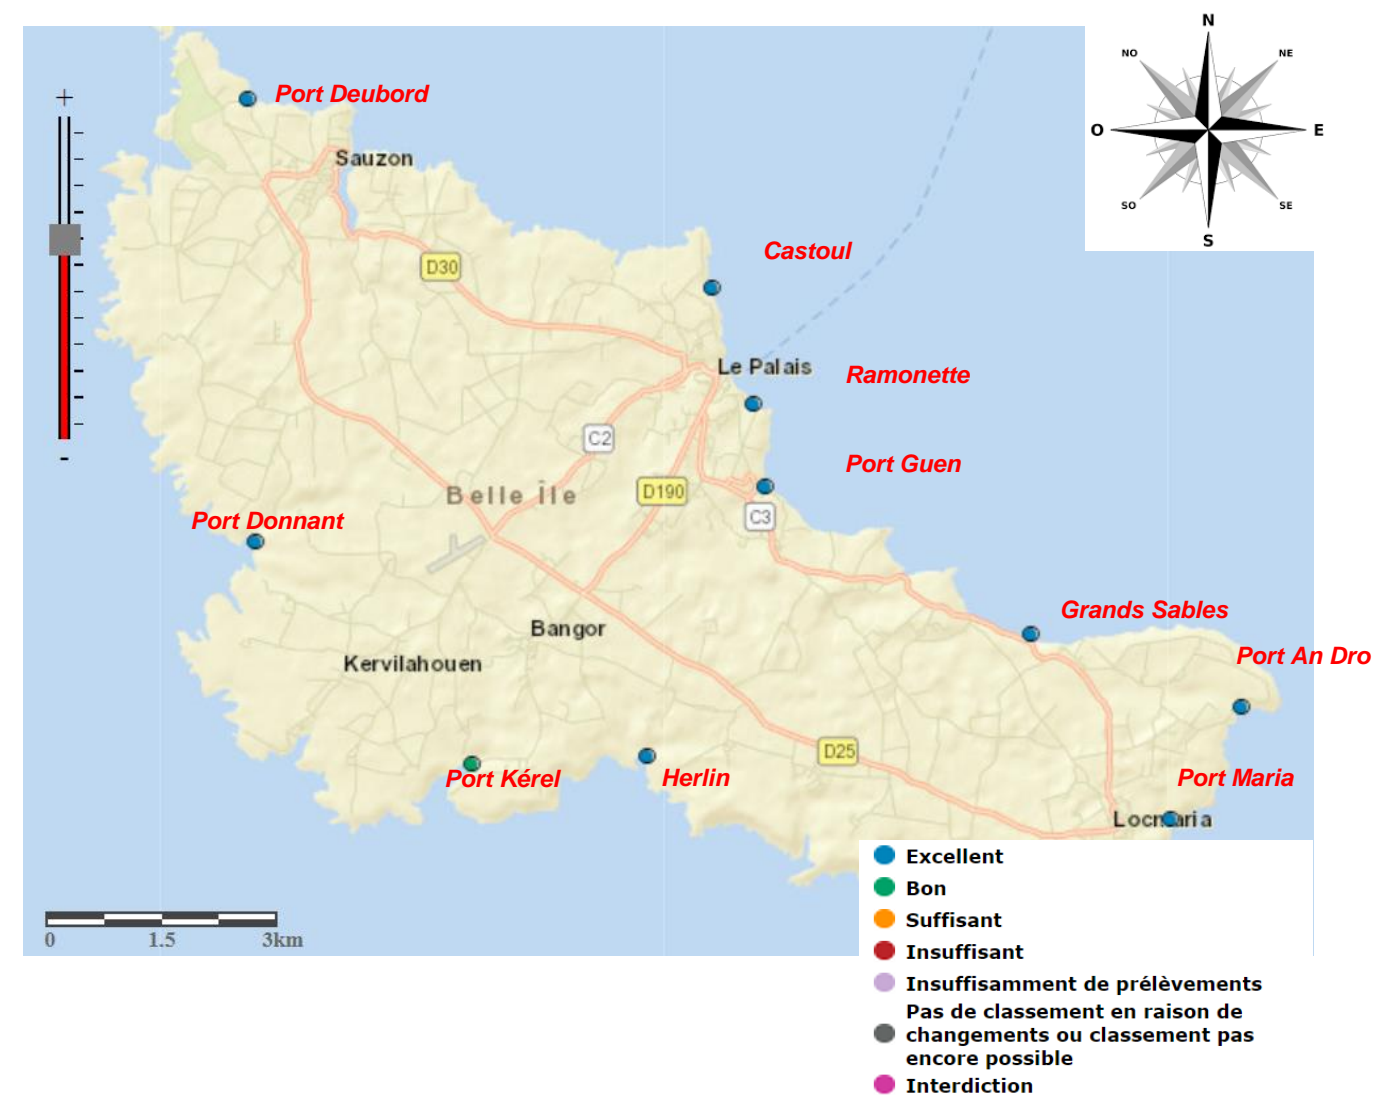 N
NO
NE
O
E
SO
SE
S
+
-
Port Deubord
Sauzon
Castoul
D30
Le Palais
Ramonette
C2
Port Guen
Belle Île
D190
Port Donnant
C3
Grands Sables
Bangor
Port An Dro
Kervilahouen
D25
Port Kérel
Herlin
Port Maria
Locmaria
Excellent
Bon
Suffisant
Insuffisant
Insuffisamment de prélèvements
Pas de classement en raison de
changements ou classement pas
encore possible
Interdiction
0 1.5 3km